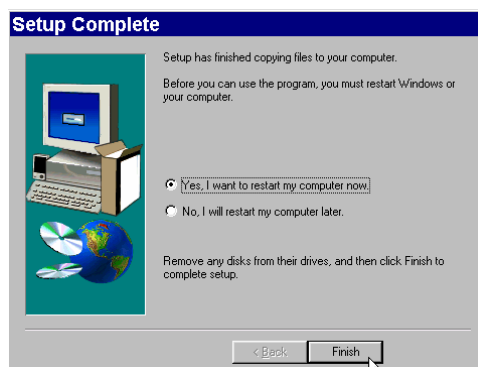 Setup Complete
Setup has finished copying files to your computer.
Before you can use the program, you must restart Windows or
your computer.
Yes, I want to restart my computer now.
No, I will restart my computer later.
Remove any disks from their drives, and then click Finish to
complete setup.
< Back
Finish